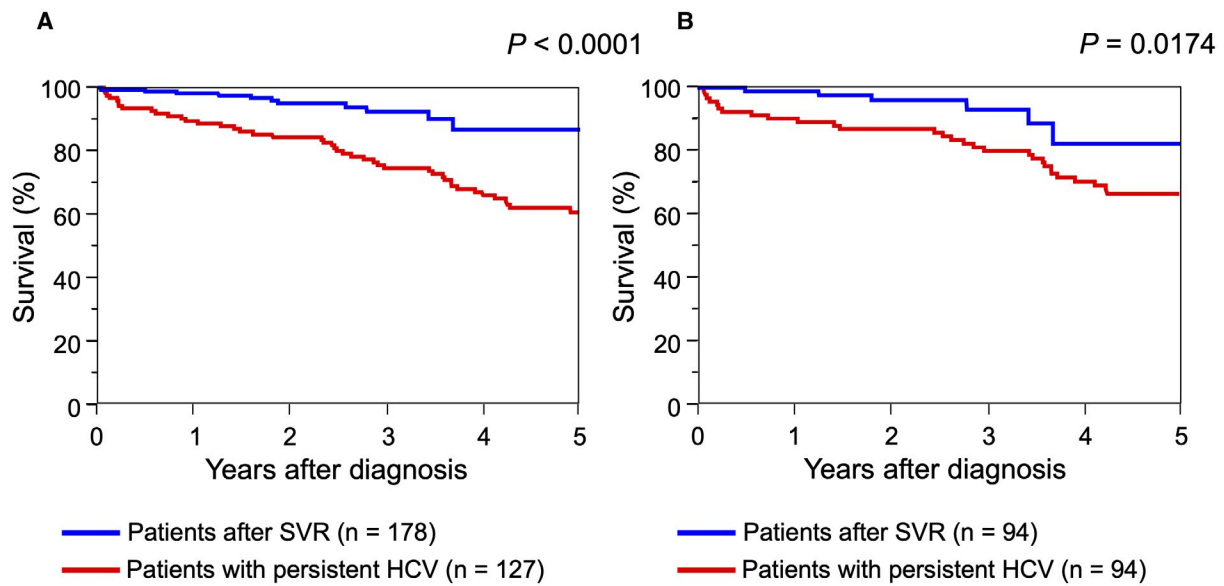 A
P < 0.0001
Survival (%)
100
80
60
40
20
0
0 1 2 3 4 5
Years after diagnosis
Patients after SVR (n = 178)
Patients with persistent HCV (n = 127)
B
P = 0.0174
Survival (%)
100
80
60
40
20
0
0 1 2 3 4 5
Years after diagnosis
Patients after SVR (n = 94)
Patients with persistent HCV (n = 94)